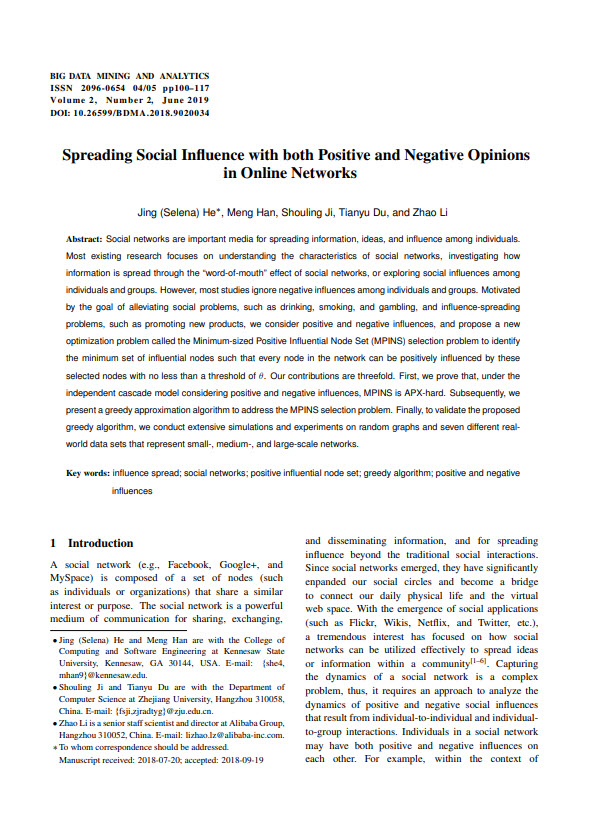 BIG DATA MINING AND ANALYTICS
ISSN 2096-0654 04/05 pp100–117
Volume 2, Number 2, June 2019
DOI: 10.26599/BDMA.2018.9020034
Spreading Social Influence with both Positive and Negative Opinions
in Online Networks
Jing (Selena) He∗, Meng Han, Shouling Ji, Tianyu Du, and Zhao Li
Abstract: Social networks are important media for spreading information, ideas, and influence among individuals.
Most existing research focuses on understanding the characteristics of social networks, investigating how
information is spread through the “word-of-mouth” effect of social networks, or exploring social influences among
individuals and groups. However, most studies ignore negative influences among individuals and groups. Motivated
by the goal of alleviating social problems, such as drinking, smoking, and gambling, and influence-spreading
problems, such as promoting new products, we consider positive and negative influences, and propose a new
optimization problem called the Minimum-sized Positive Influential Node Set (MPINS) selection problem to identify
the minimum set of influential nodes such that every node in the network can be positively influenced by these
selected nodes with no less than a threshold of θ. Our contributions are threefold. First, we prove that, under the
independent cascade model considering positive and negative influences, MPINS is APX-hard. Subsequently, we
present a greedy approximation algorithm to address the MPINS selection problem. Finally, to validate the proposed
greedy algorithm, we conduct extensive simulations and experiments on random graphs and seven different real-
world data sets that represent small-, medium-, and large-scale networks.
Key words: influence spread; social networks; positive influential node set; greedy algorithm; positive and negative
influences
1 Introduction
A social network (e.g., Facebook, Google+, and
MySpace) is composed of a set of nodes (such
as individuals or organizations) that share a similar
interest or purpose. The social network is a powerful
medium of communication for sharing, exchanging,
• Jing (Selena) He and Meng Han are with the College of
Computing and Software Engineering at Kennesaw State
University, Kennesaw, GA 30144, USA. E-mail: {she4,
mhan9}@kennesaw.edu.
• Shouling Ji and Tianyu Du are with the Department of
Computer Science at Zhejiang University, Hangzhou 310058,
China. E-mail: {fsji,zjradtyg}@zju.edu.cn.
• Zhao Li is a senior staff scientist and director at Alibaba Group,
Hangzhou 310052, China. E-mail: lizhao.lz@alibaba-inc.com.
∗ To whom correspondence should be addressed.
Manuscript received: 2018-07-20; accepted: 2018-09-19
and disseminating information, and for spreading
influence beyond the traditional social interactions.
Since social networks emerged, they have significantly
enpanded our social circles and become a bridge
to connect our daily physical life and the virtual
web space. With the emergence of social applications
(such as Flickr, Wikis, Netflix, and Twitter, etc.),
a tremendous interest has focused on how social
networks can be utilized effectively to spread ideas
or information within a community[1–6]. Capturing
the dynamics of a social network is a complex
problem, thus, it requires an approach to analyze the
dynamics of positive and negative social influences
that result from individual-to-individual and individual-
to-group interactions. Individuals in a social network
may have both positive and negative influences on
each other. For example, within the context of